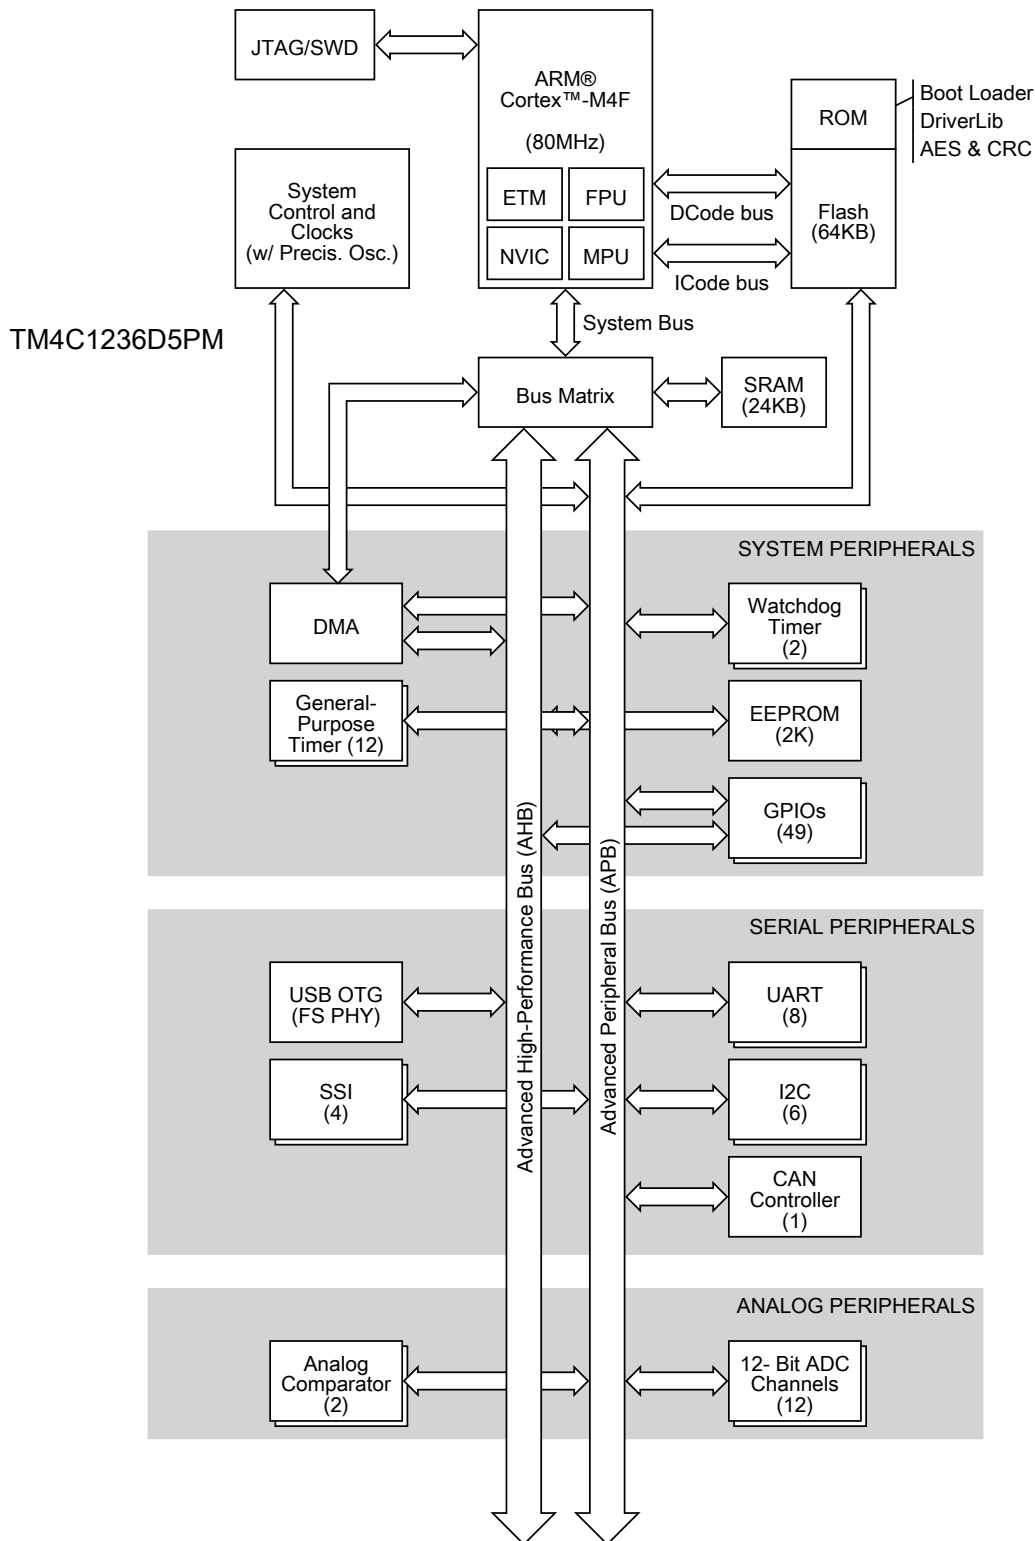 JTAG/SWD
ARM®
Cortex™-M4F
(80MHz)
ETM
FPU
NVIC
MPU
ROM
Boot Loader
DriverLib
AES & CRC
System
Control and
Clocks
(w/ Precis. Osc.)
DCode bus
Flash
(64KB)
ICode bus
System Bus
TM4C1236D5PM
Bus Matrix
SRAM
(24KB)
SYSTEM PERIPHERALS
DMA
Watchdog
Timer
(2)
General-
Purpose
Timer (12)
EEPROM
(2K)
GPIOs
(49)
Advanced High-Performance Bus (AHB)
Advanced Peripheral Bus (APB)
SERIAL PERIPHERALS
USB OTG
(FS PHY)
UART
(8)
SSI
(4)
I2C
(6)
CAN
Controller
(1)
ANALOG PERIPHERALS
Analog
Comparator
(2)
12- Bit ADC
Channels
(12)